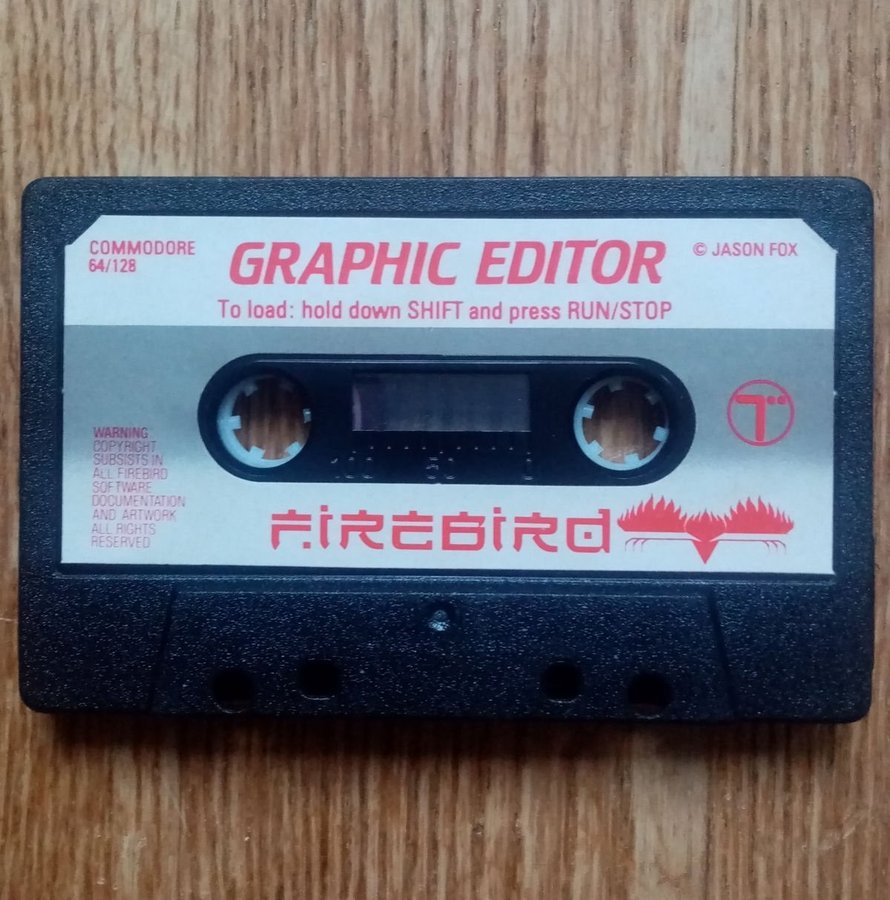 COMMODORE
64/128
GRAPHIC EDITOR
© JASON FOX
To load: hold down SHIFT and press RUN/STOP
WARNING
COPYRIGHT
SUBSISTS IN
ALL FIREBIRD
SOFTWARE
DOCUMENTATION
AND ARTWORK
ALL RIGHTS
RESERVED
FIREBIRD